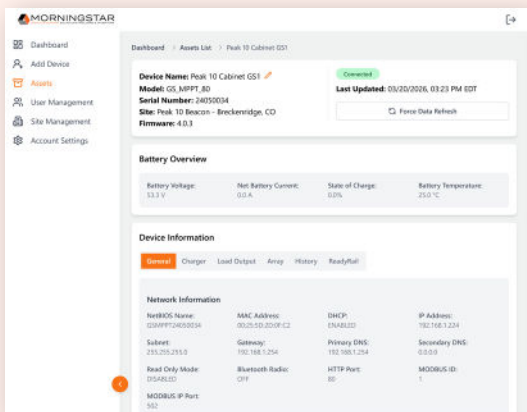 MORNINGSTAR
Dashboard
Add Device
Assets
User Management
Site Management
Account Settings
Dashboard / Assets List / Peak 10 Cabinet GS1
Device Name: Peak 10 Cabinet GS1
Model: GS_MPPT_80
Serial Number: 24050034
Site: Peak 10 Beacon - Breckenridge, CO
Firmware: 4.0.3
Connected
Last Updated: 03/20/2026, 03:23 PM EDT
Force Data Refresh
Battery Overview
Battery Voltage: Net Battery Current: State of Charge: Battery Temperature:
53.3 V 0.0 A 0.0% 25.0 °C
Device Information
General Charger Load Output Array History ReadyRail
Network Information
NetBIOS Name: MAC Address: DHCP: IP Address:
GSMPPT24050034 00:25:5D:20:0F:C2 ENABLED 192.168.1.224
Subnet: Gateway: Primary DNS: Secondary DNS:
255.255.255.0 192.168.1.254 192.168.1.254 0.0.0.0
Read Only Mode: Bluetooth Radio: HTTP Port: MODBUS ID:
DISABLED OFF 80 1
MODBUS IP Port:
502